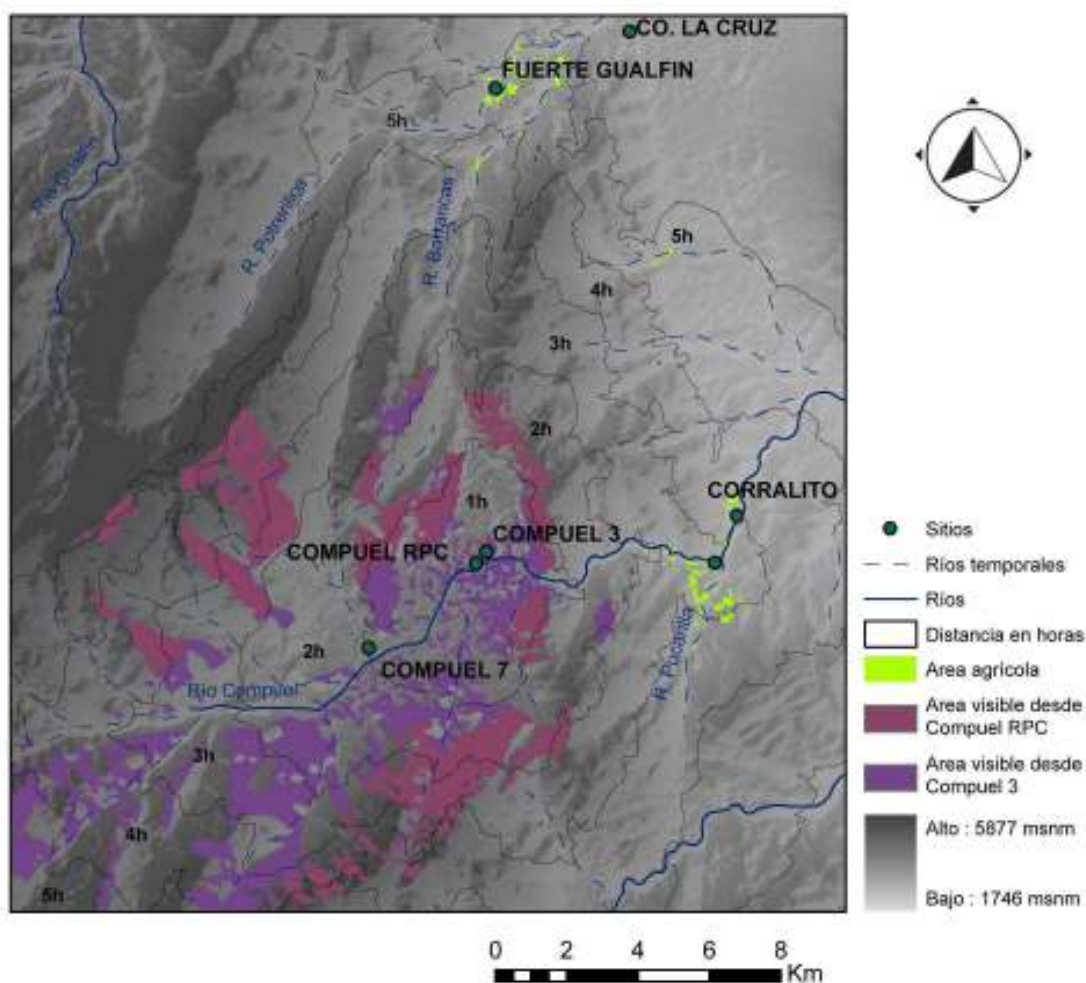 CO. LA CRUZ
FUERTE GUALFIN
5h
R. Potrerillos
R. Barrancas
5h
4h
3h
2h
1h
CORRALITO
COMPUEL 3
COMPUEL RPC
2h
COMPUEL 7
Río Compuel
R. Pucarilla
3h
4h
5h
Sitios
Ríos temporales
Ríos
Distancia en horas
Area agrícola
Area visible desde
Compuel RPC
Area visible desde
Compuel 3
Alto : 5877 msnm
Bajo : 1746 msnm
0 2 4 6 8
Km